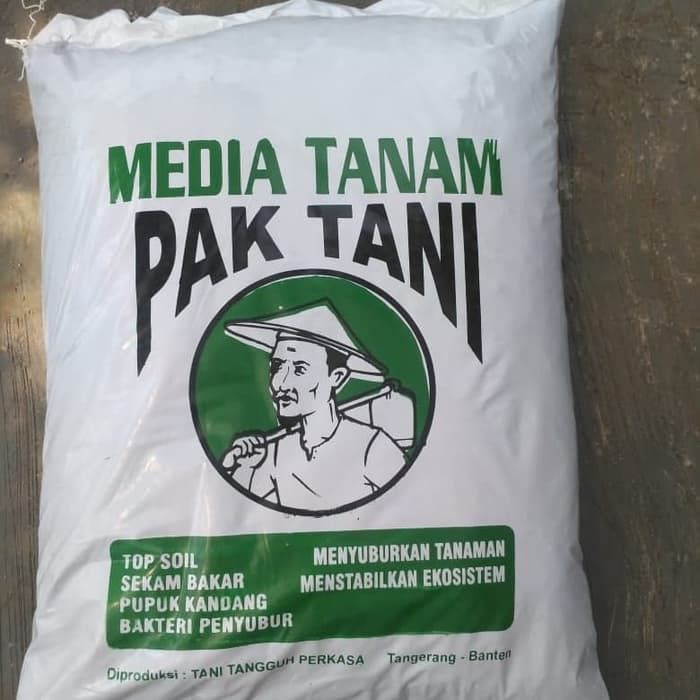 MEDIA TANAM
PAK TANI
TOP SOIL
SEKAM BAKAR
PUPUK KANDANG
BAKTERI PENYUBUR
MENYUBURKAN TANAMAN
MENSTABILKAN EKOSISTEM
Diproduksi : TANI TANGGUH PERKASA Tangerang - Banten